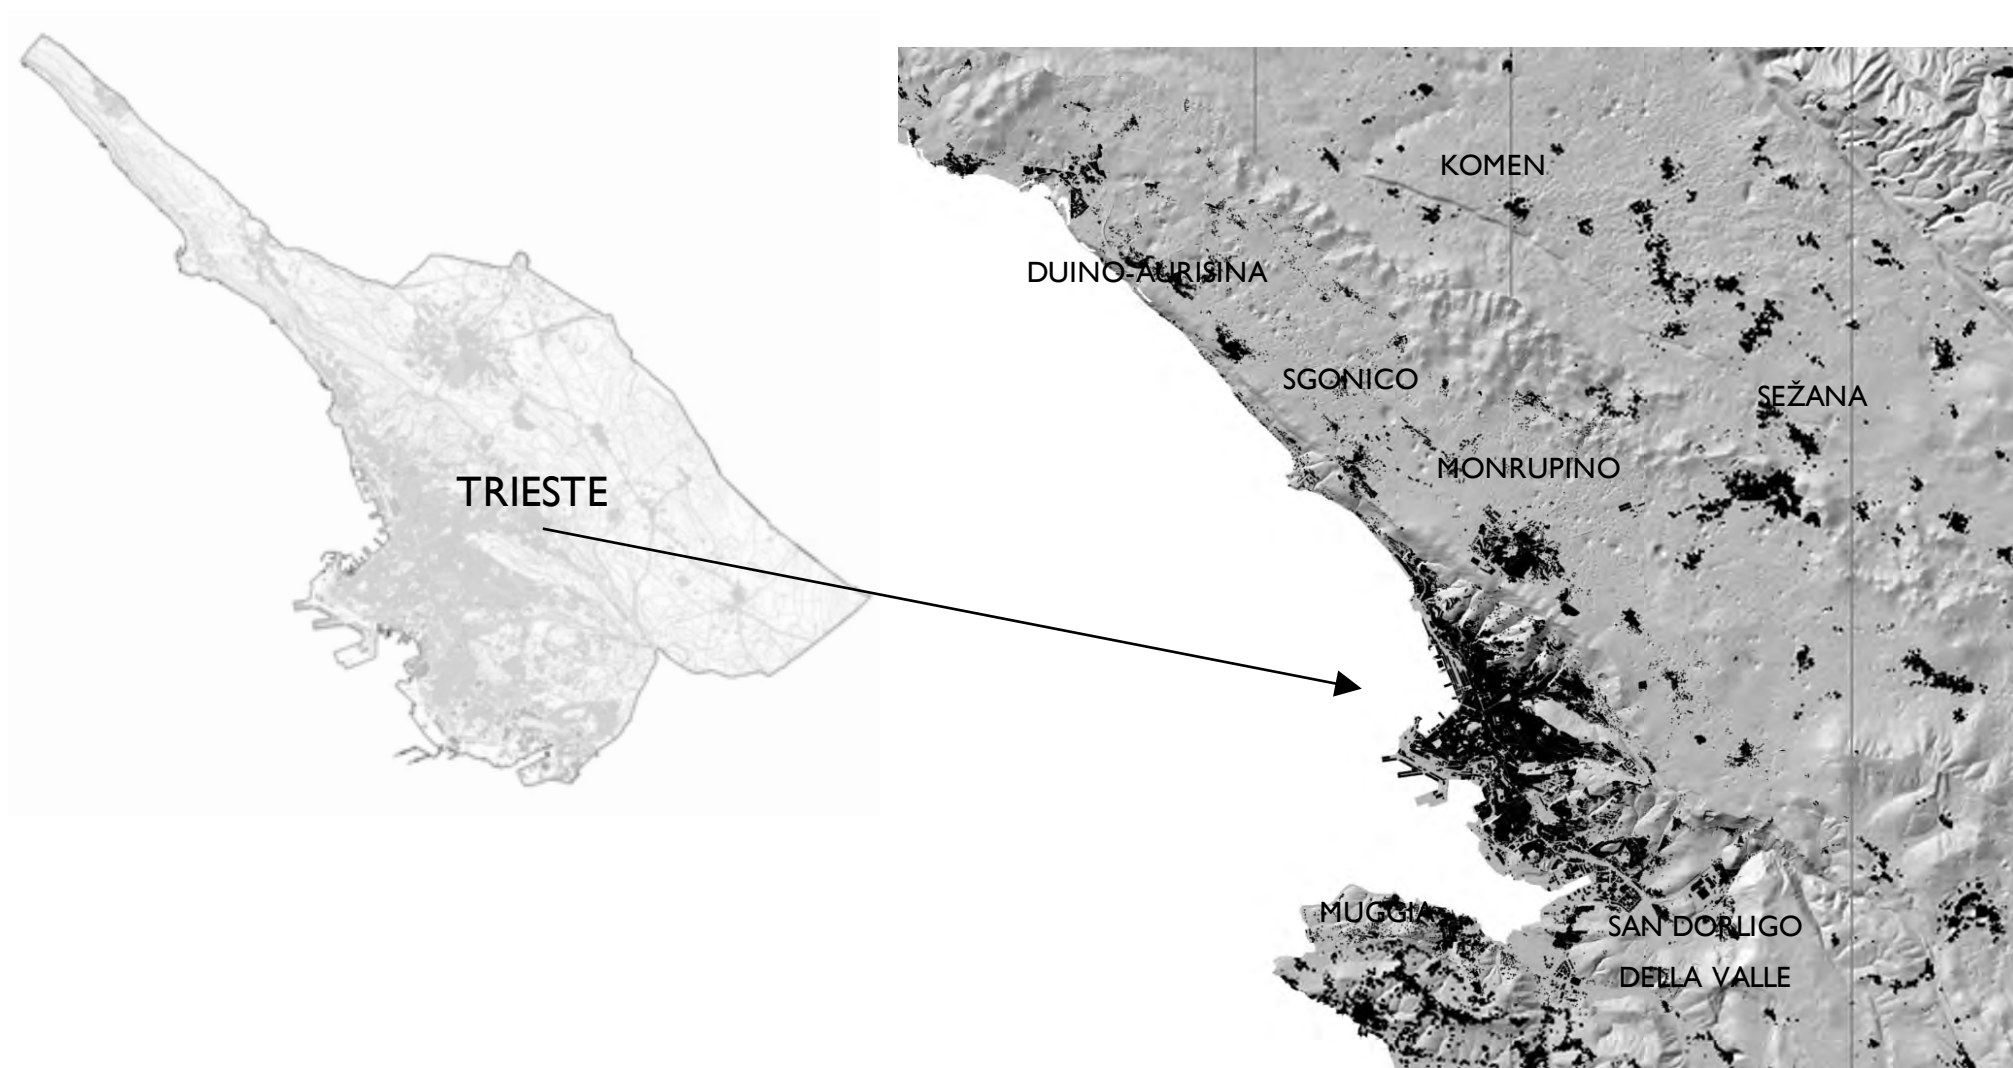 TRIESTE
KOMEN
DUINO-AURISINA
SGONICO
SEŽANA
MONRUPINO
MUGGIA
SAN DORLIGO
DELLA VALLE